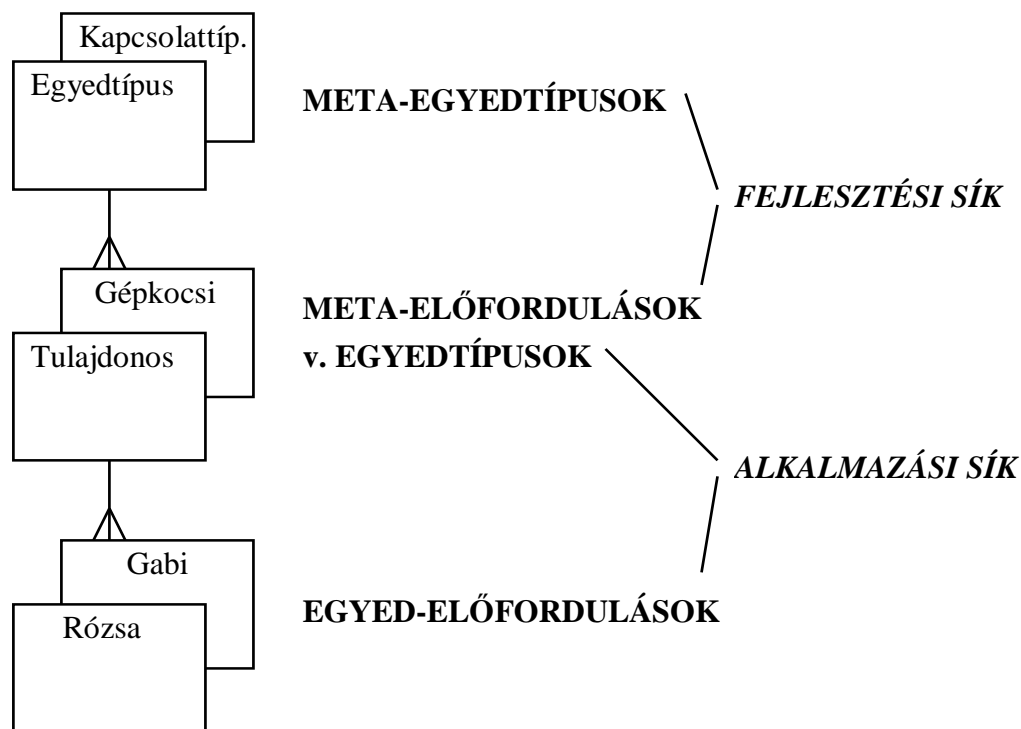 Kapcsolattíp.
Egyedtípus
META-EGYEDTÍPUSOK
FEJLESZTÉSI SÍK
Gépkocsi
META-ELŐFORDULÁSOK
Tulajdonos
v. EGYEDTÍPUSOK
ALKALMAZÁSI SÍK
Gabi
EGYED-ELŐFORDULÁSOK
Rózsa